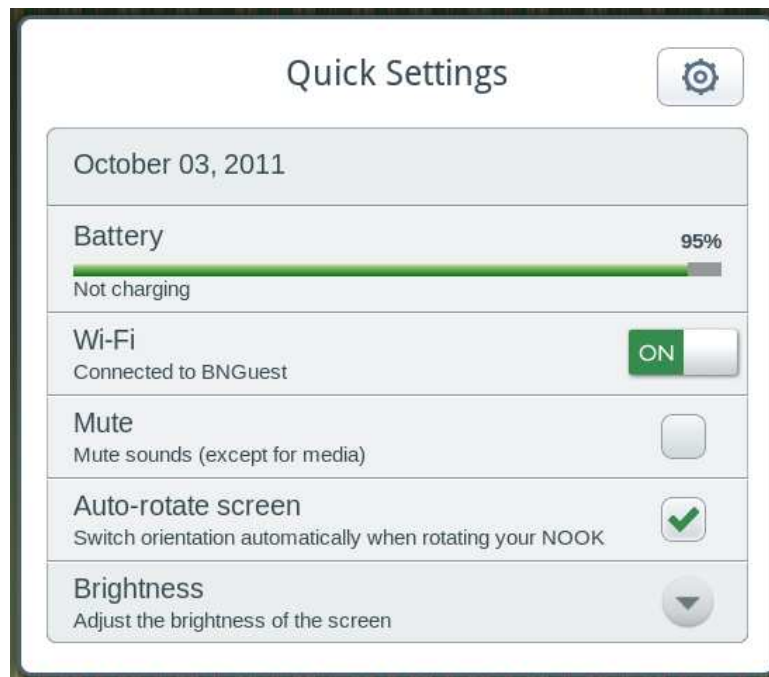 Quick Settings
October 03, 2011
Battery
95%
Not charging
Wi-Fi
Connected to BNGuest
ON
Mute
Mute sounds (except for media)
Auto-rotate screen
Switch orientation automatically when rotating your NOOK
Brightness
Adjust the brightness of the screen